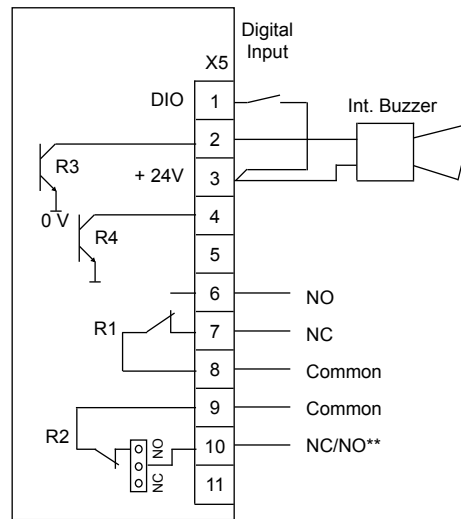 Digital
Input
X5
DIO
1
Int. Buzzer
2
R3
+ 24V
3
0 V
4
R4
5
6
NO
R1
7
NC
8
Common
9
Common
R2
NO
10
NC/NO**
NC
11